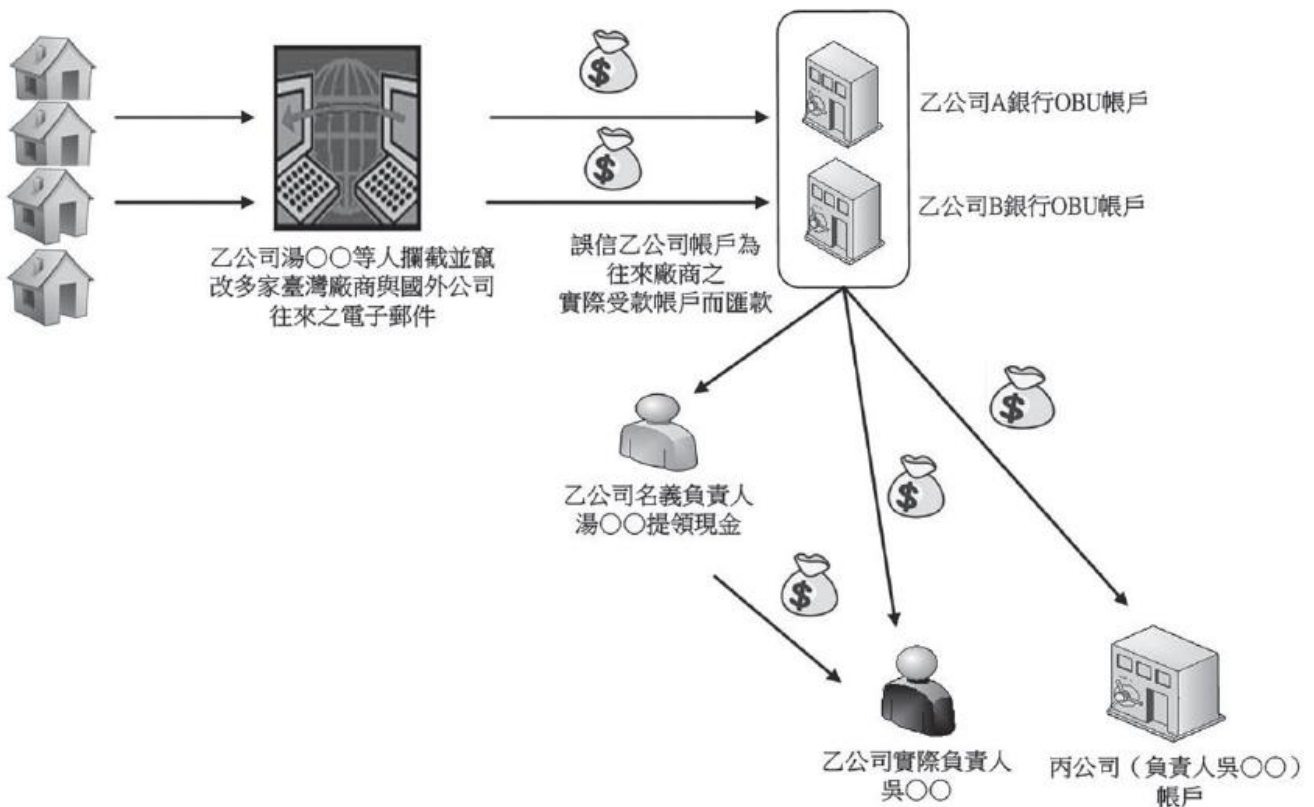 乙公司A銀行OBU帳戶
乙公司B銀行OBU帳戶
乙公司湯○○等人攔截並竄
改多家臺灣廠商與國外公司
往來之電子郵件
誤信乙公司帳戶為
往來廠商之
實際受款帳戶而匯款
$
$
乙公司名義負責人
湯○○提領現金
$
$
$
乙公司實際負責人
吳○○
丙公司（負責人吳○○）
帳戶